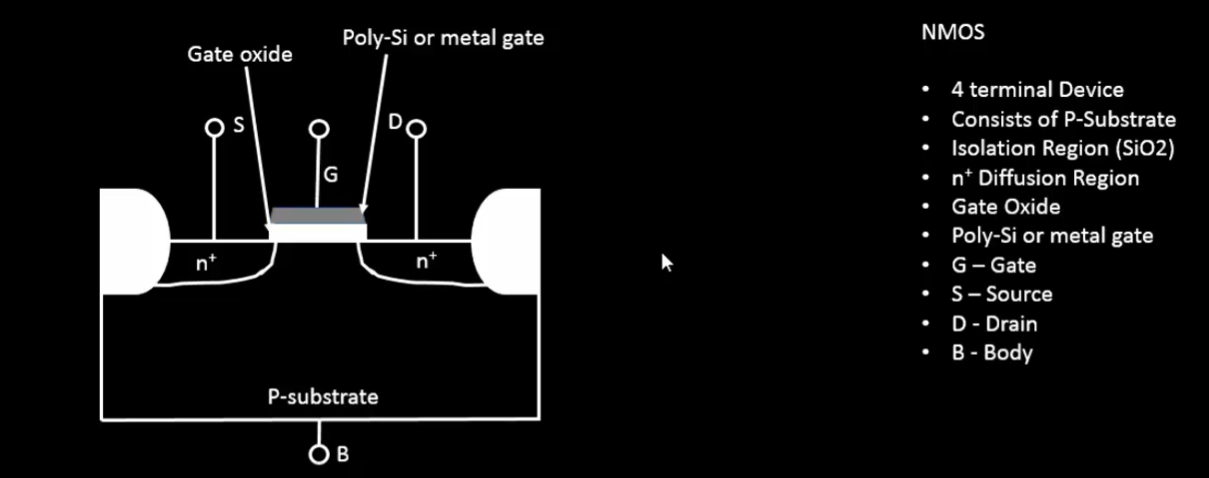 Gate oxide
Poly-Si or metal gate
S
D
G
n⁺
n⁺
P-substrate
B
NMOS
• 4 terminal Device
• Consists of P-Substrate
• Isolation Region (SiO2)
• n⁺ Diffusion Region
• Gate Oxide
• Poly-Si or metal gate
• G – Gate
• S – Source
• D - Drain
• B - Body